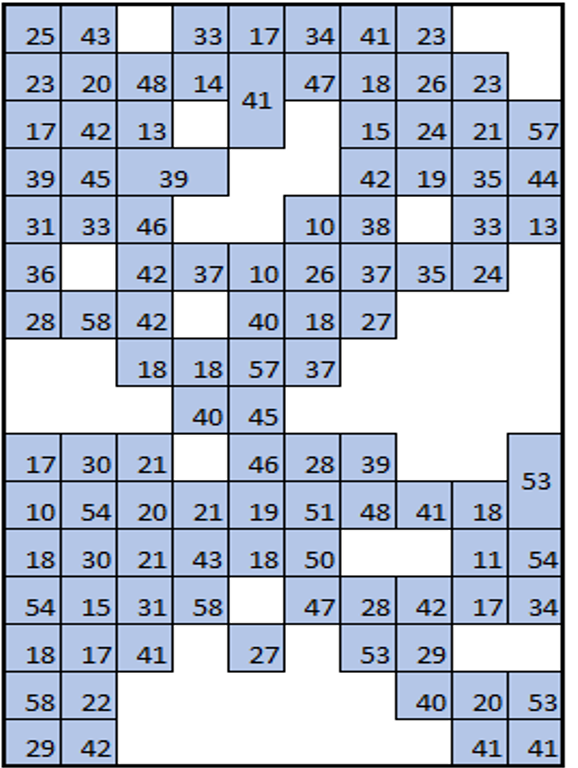 25 43 33 17 34 41 23
23 20 48 14 41 47 18 26 23
17 42 13 15 24 21 57
39 45 39 42 19 35 44
31 33 46 10 38 33 13
36 42 37 10 26 37 35 24
28 58 42 40 18 27
18 18 57 37
40 45
17 30 21 46 28 39 53
10 54 20 21 19 51 48 41 18
18 30 21 43 18 50 11 54
54 15 31 58 47 28 42 17 34
18 17 41 27 53 29
58 22 40 20 53
29 42 41 41